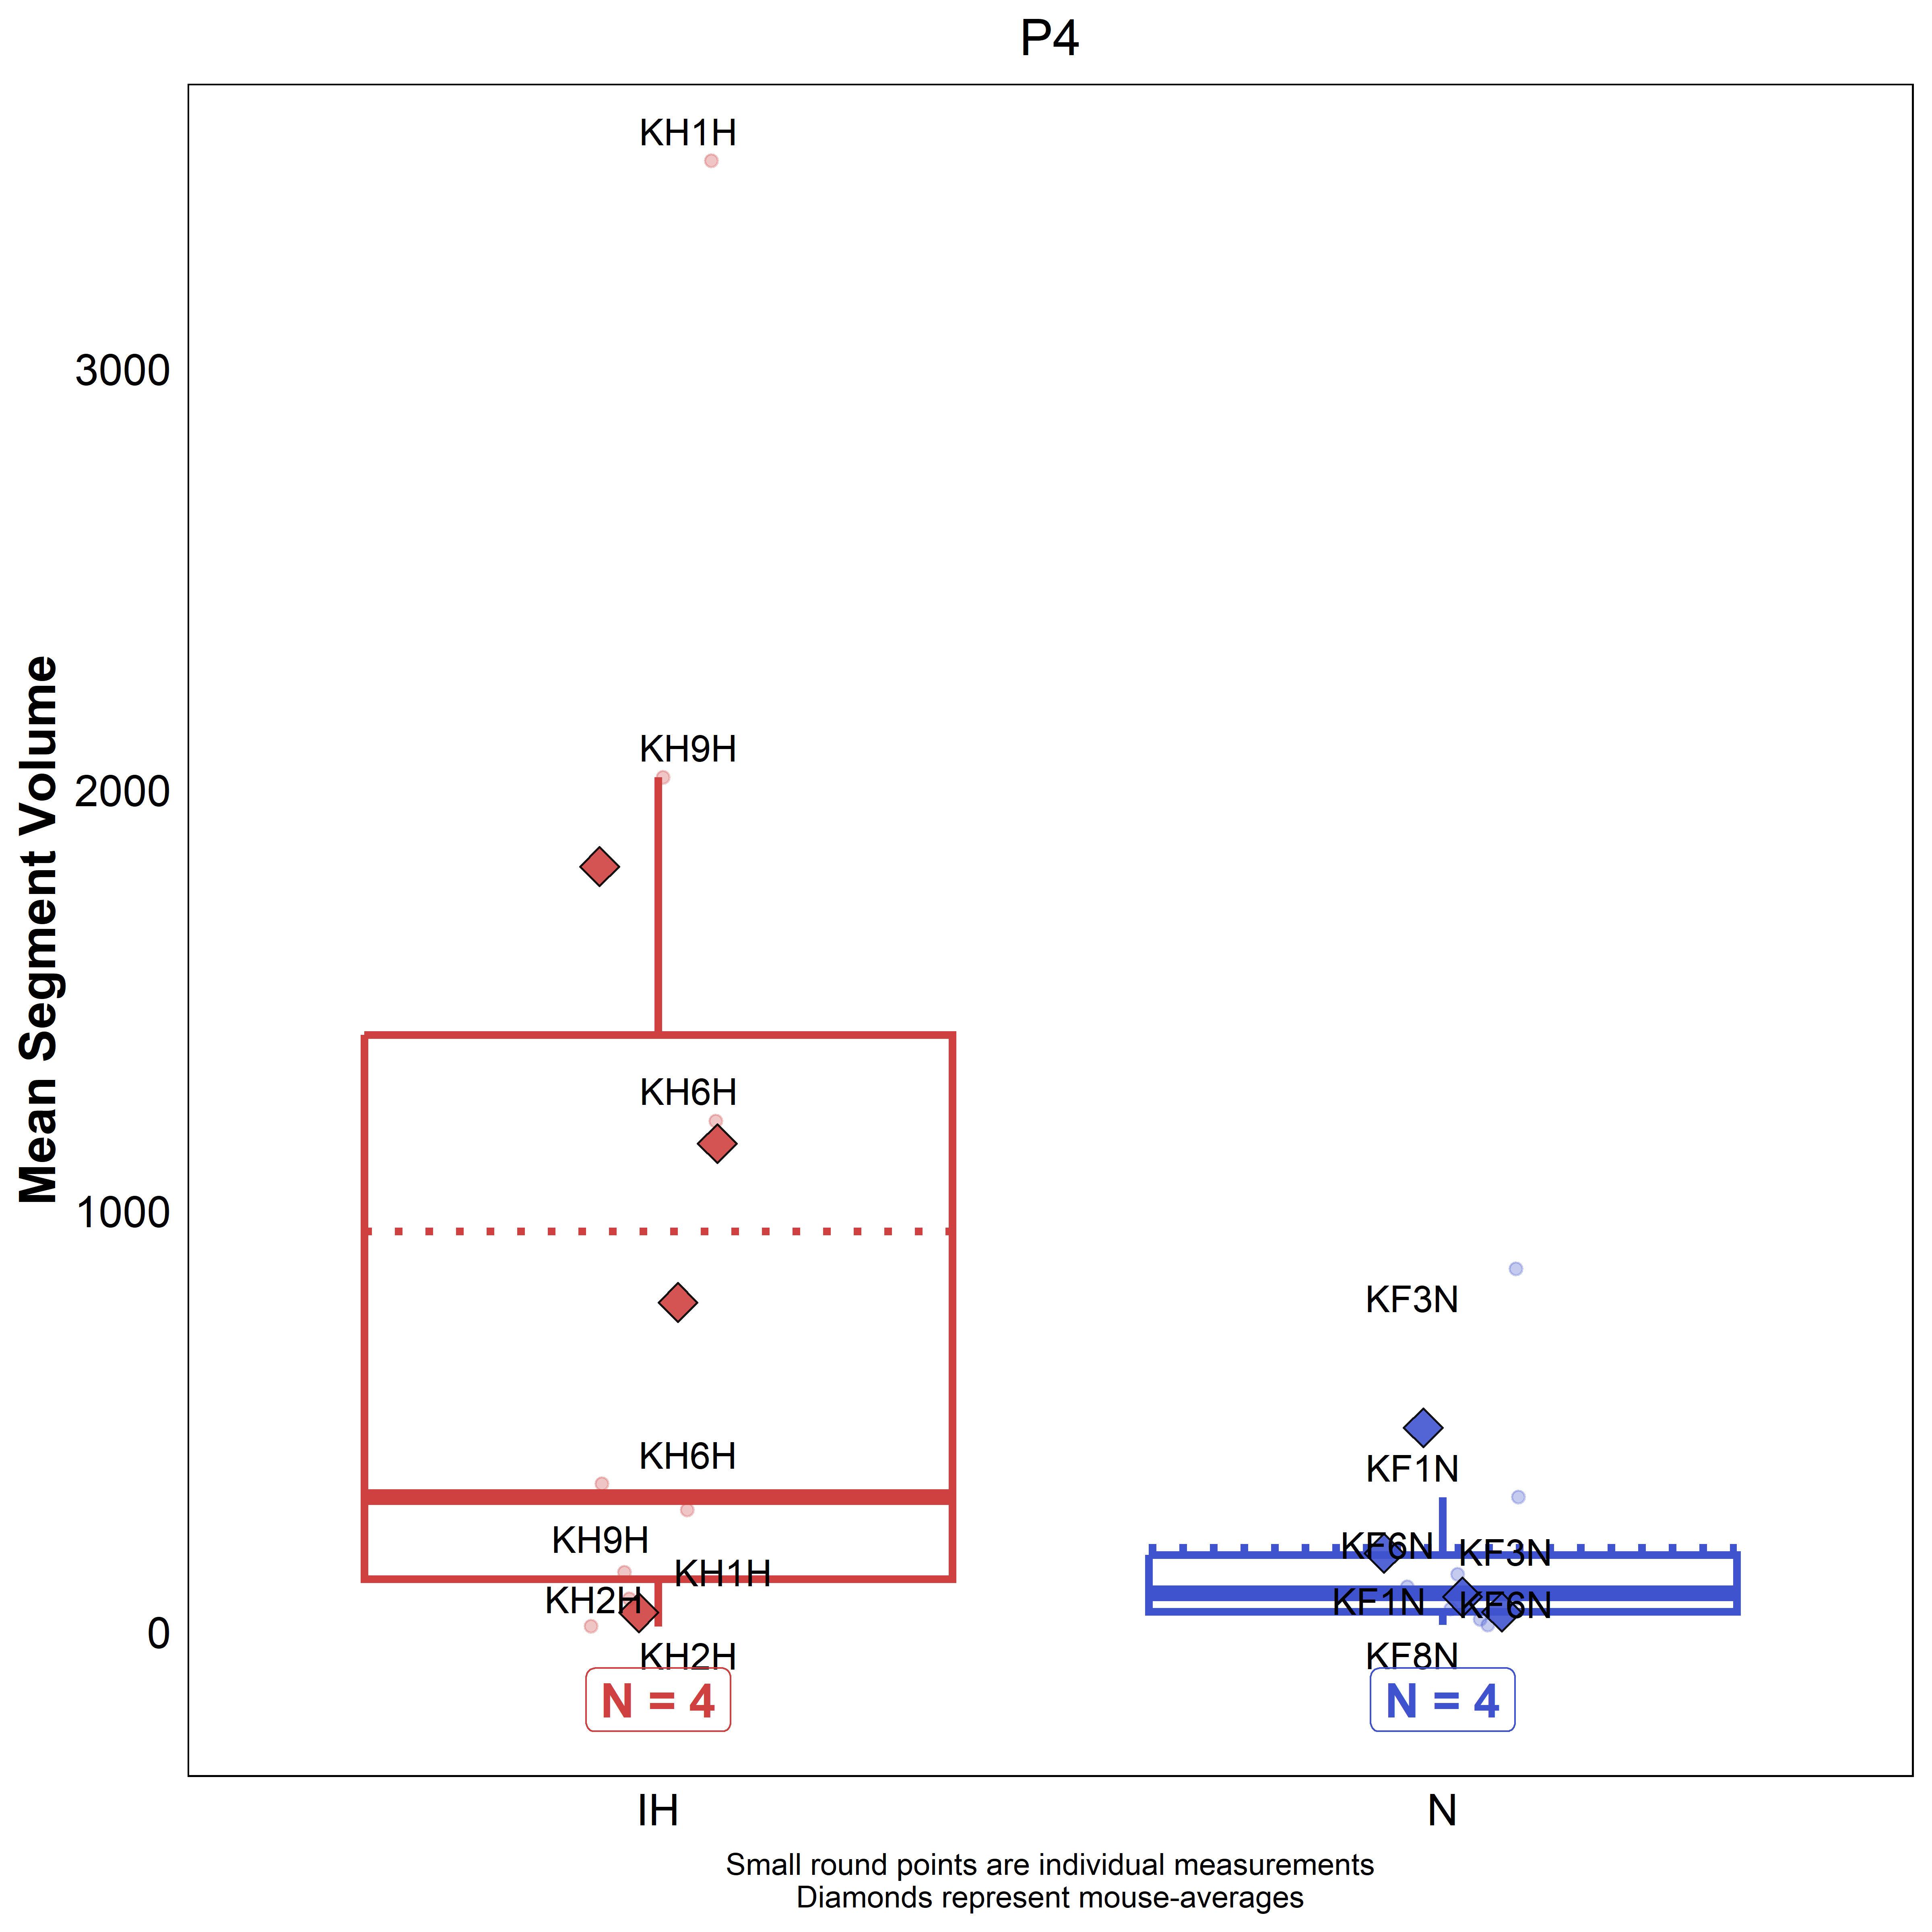 P4
Mean Segment Volume
3000
2000
1000
0
KH1H
KH9H
KH6H
KF3N
KH6H
KF1N
KH9H
KF6N
KF3N
KH1H
KH2H
KF1N
KF6N
KH2H
KF8N
N = 4
N = 4
IH
N
Small round points are individual measurements
Diamonds represent mouse-averages